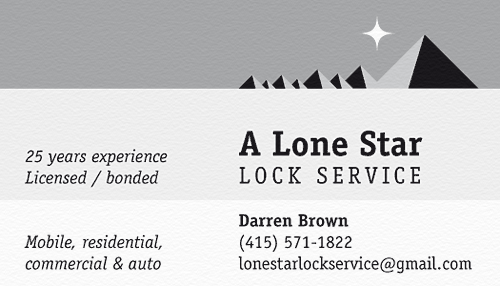 A Lone Star
LOCK SERVICE
25 years experience
Licensed / bonded
Darren Brown
(415) 571-1822
lonestarlockservice@gmail.com
Mobile, residential,
commercial & auto